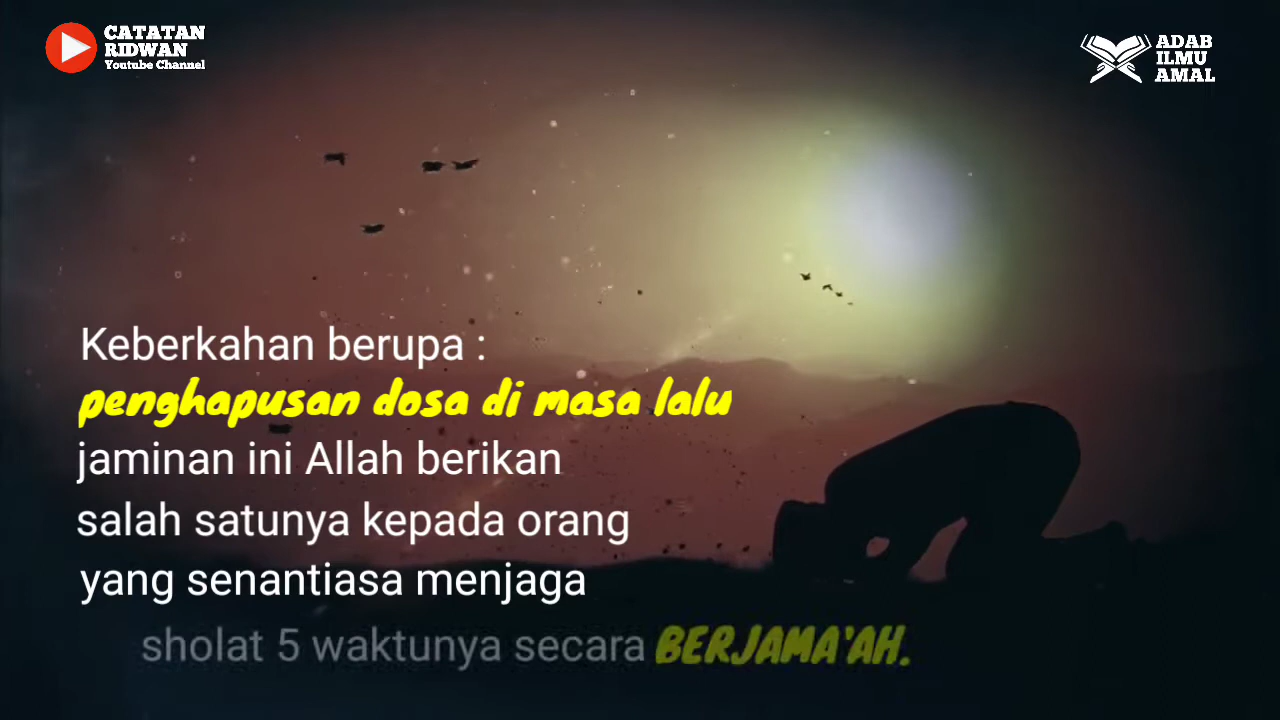 CATATAN
RIDWAN
Youtube Channel
ADAB
ILMU
AMAL
Keberkahan berupa :
penghapusan dosa di masa lalu
jaminan ini Allah berikan
salah satunya kepada orang
yang senantiasa menjaga
sholat 5 waktunya secara BERJAMA'AH.